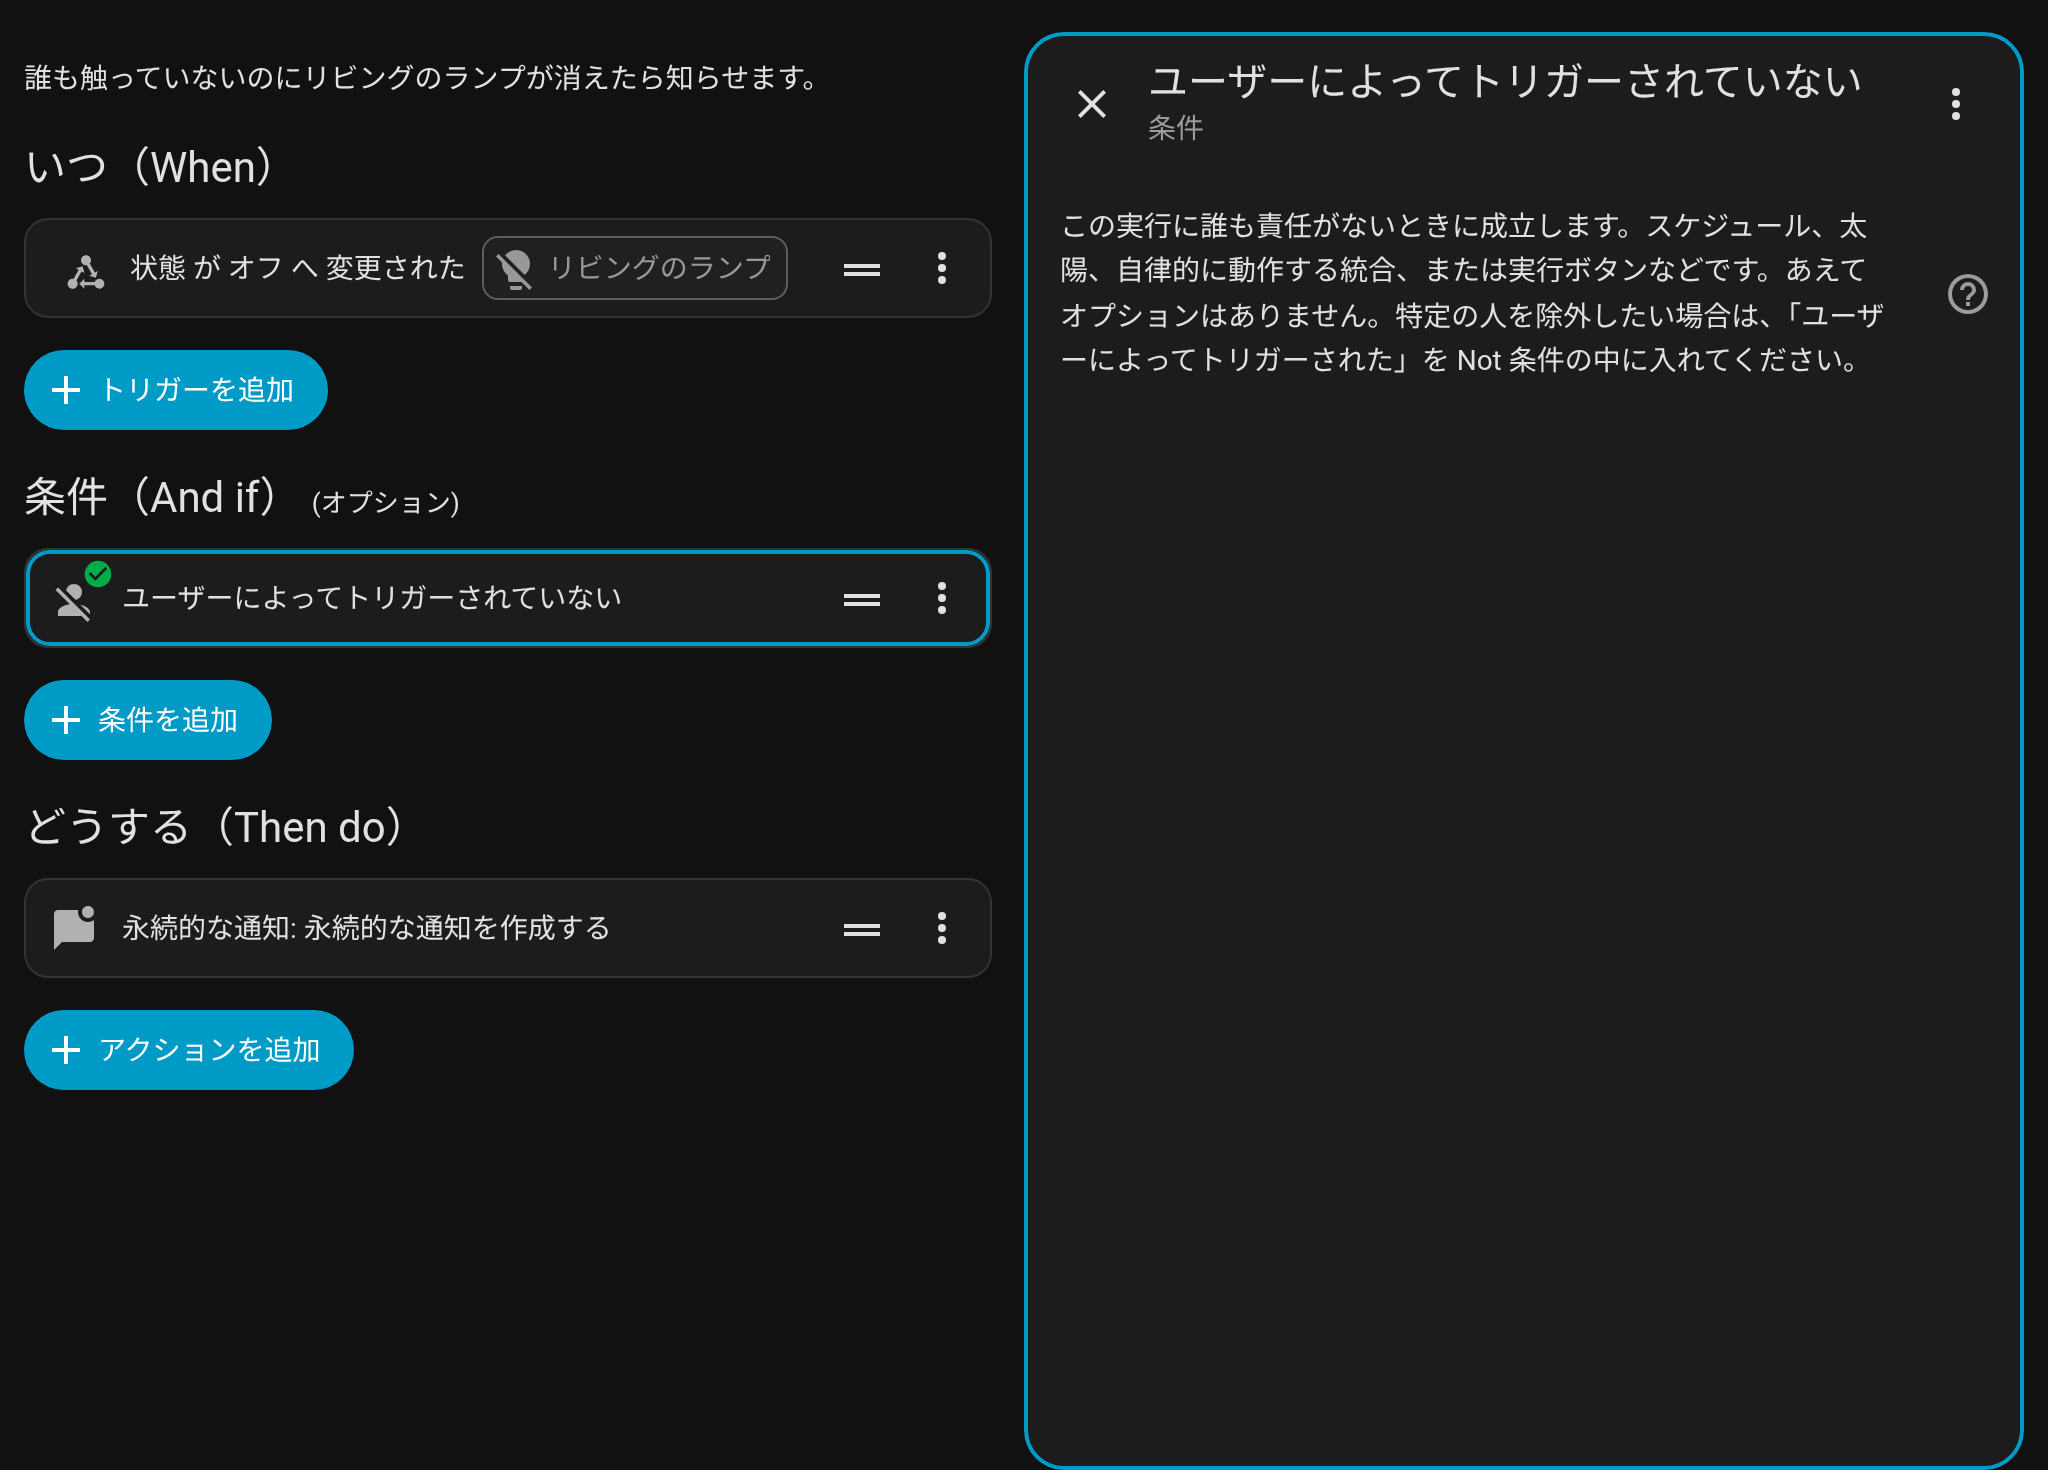 誰も触っていないのにリビングのランプが消えたら知らせます。
いつ（When）
状態 が オフ へ 変更された リビングのランプ
トリガーを追加
条件（And if） (オプション)
ユーザーによってトリガーされていない
条件を追加
どうする（Then do）
永続的な通知: 永続的な通知を作成する
アクションを追加
ユーザーによってトリガーされていない
条件
この実行に誰も責任がないときに成立します。スケジュール、太
陽、自律的に動作する統合、または実行ボタンなどです。あえて
オプションはありません。特定の人を除外したい場合は、「ユーザ
ーによってトリガーされた」を Not 条件の中に入れてください。